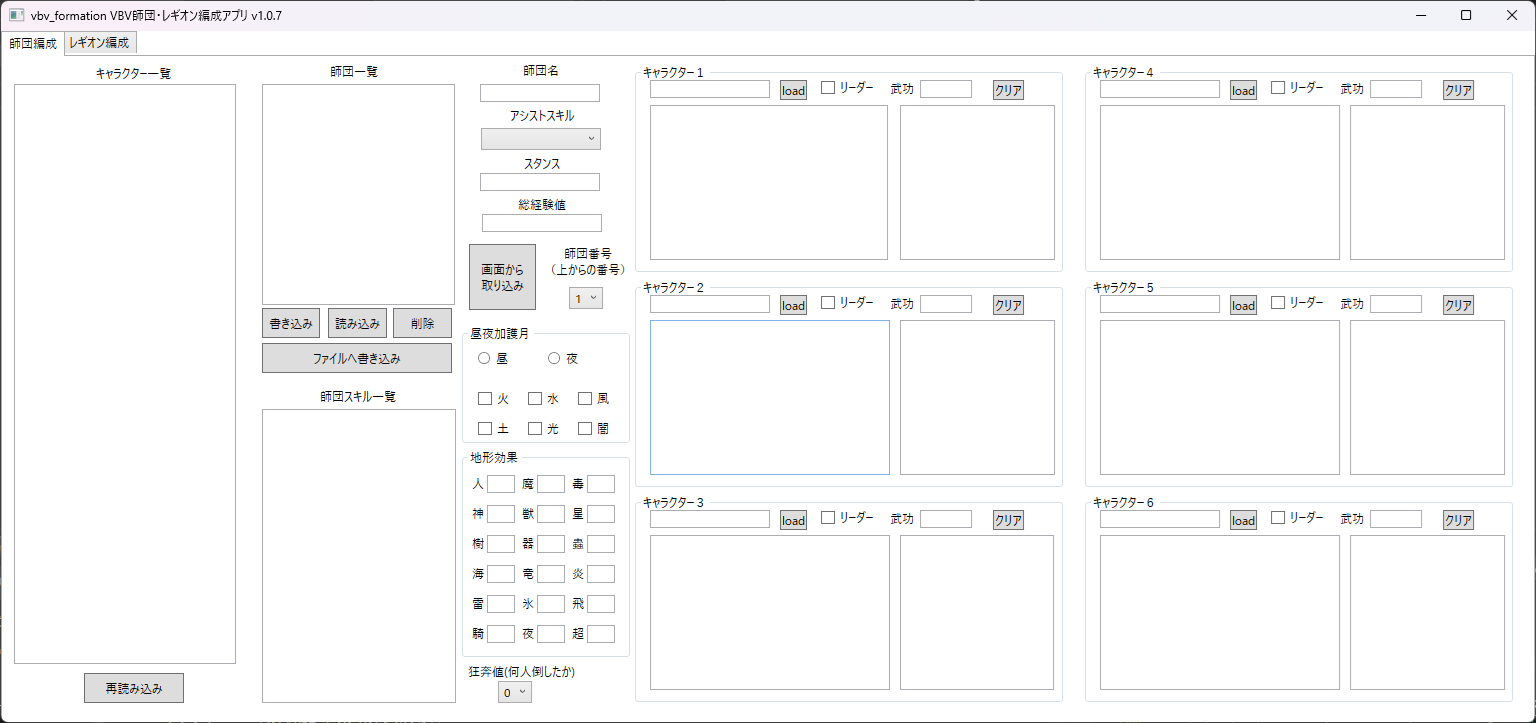 vbv_formation VBV師団・レギオン編成アプリ v1.0.7
師団編成
レギオン編成
キャラクター一覧
再読み込み
師団一覧
書き込み
読み込み
削除
ファイルへ書き込み
師団スキル一覧
師団名
アシストスキル
スタンス
総経験値
画面から
取り込み
師団番号
（上からの番号）
1
昼夜加護月
昼
夜
火
水
風
土
光
闇
地形効果
人
魔
毒
神
獣
星
樹
器
蟲
海
竜
炎
雷
氷
飛
騎
夜
超
狂奔値(何人倒したか)
0
キャラクター1
load
リーダー
武功
クリア
キャラクター2
load
リーダー
武功
クリア
キャラクター3
load
リーダー
武功
クリア
キャラクター4
load
リーダー
武功
クリア
キャラクター5
load
リーダー
武功
クリア
キャラクター6
load
リーダー
武功
クリア